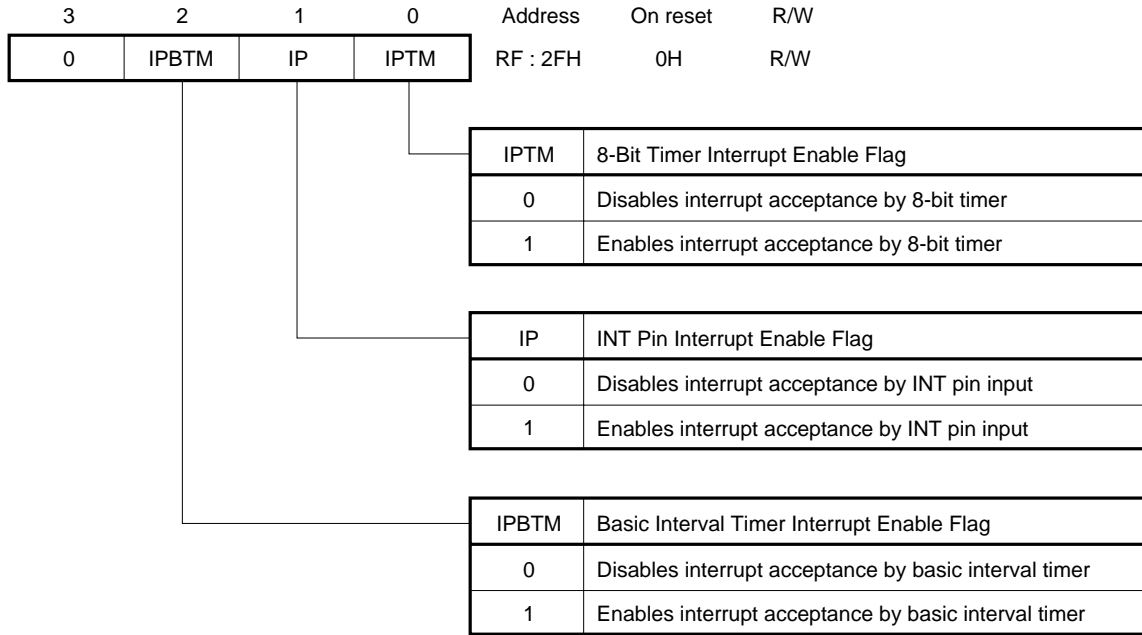 3 2 1 0 Address On reset R/W
0 IPBTM IP IPTM RF : 2FH 0H R/W
IPTM 8-Bit Timer Interrupt Enable Flag
0 Disables interrupt acceptance by 8-bit timer
1 Enables interrupt acceptance by 8-bit timer
IP INT Pin Interrupt Enable Flag
0 Disables interrupt acceptance by INT pin input
1 Enables interrupt acceptance by INT pin input
IPBTM Basic Interval Timer Interrupt Enable Flag
0 Disables interrupt acceptance by basic interval timer
1 Enables interrupt acceptance by basic interval timer